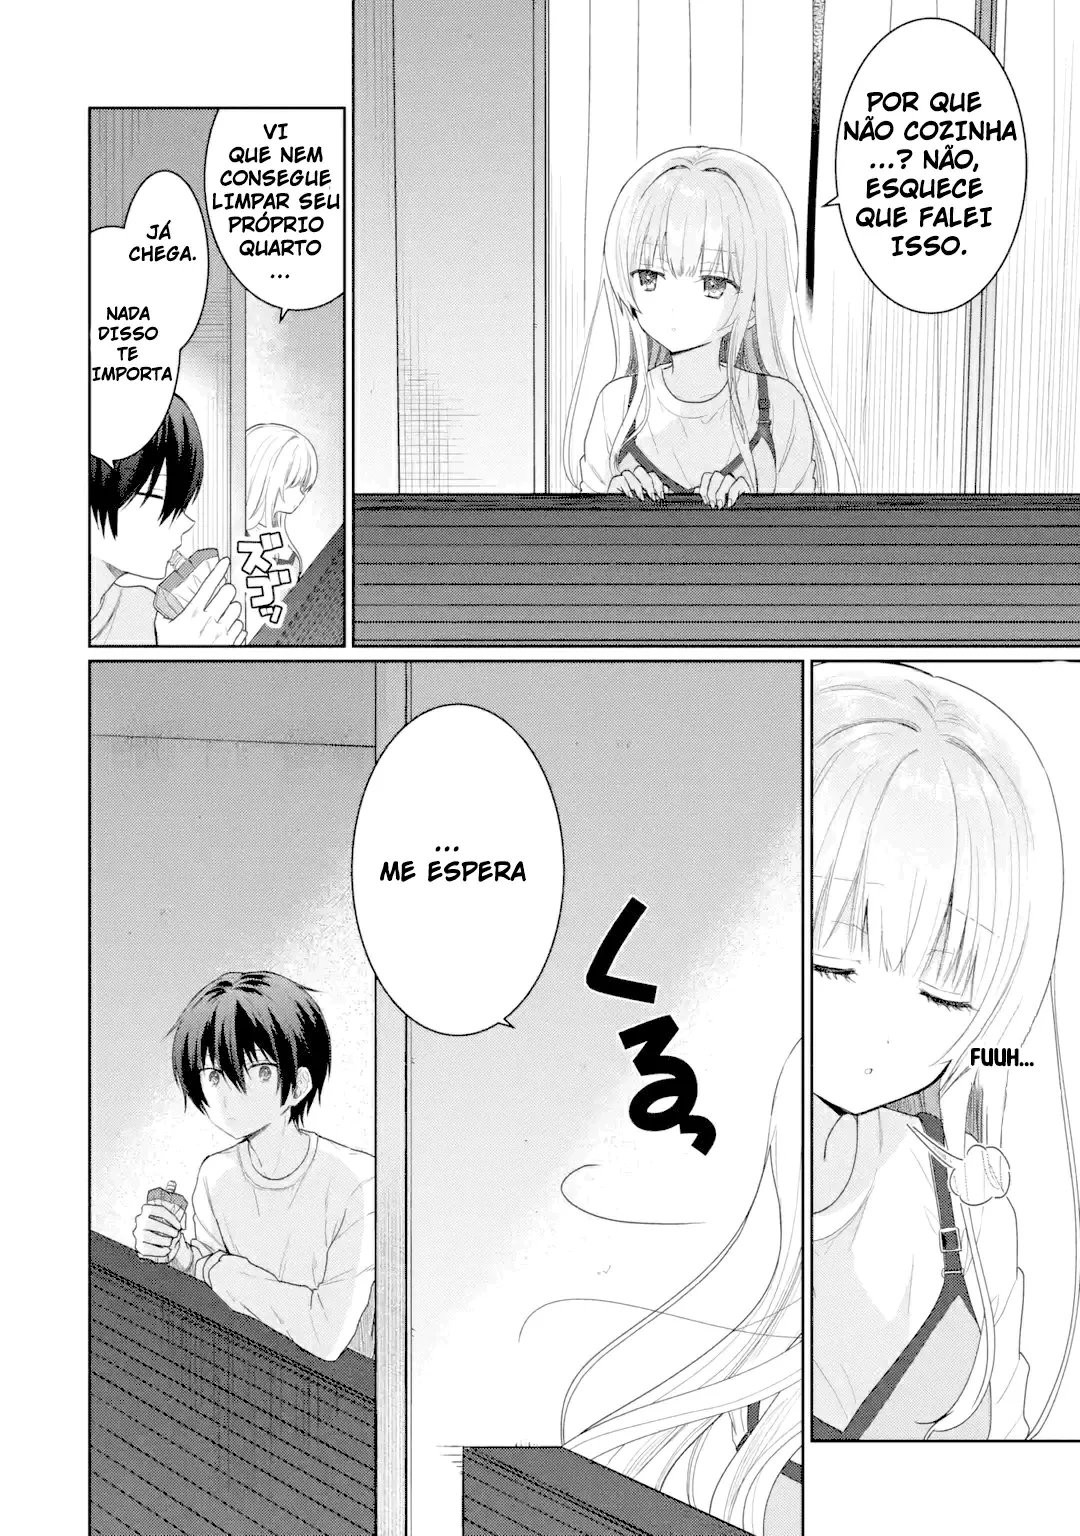 POR QUE
NÃO COZINHA
...? NÃO,
ESQUECE
QUE FALEI
ISSO.
VI
QUE NEM
CONSEGUE
LIMPAR SEU
PRÓPRIO
QUARTO
...
JÁ
CHEGA.
NADA
DISSO
TE
IMPORTA
ズゴッ
FUUH...
...
ME ESPERA
くるっ